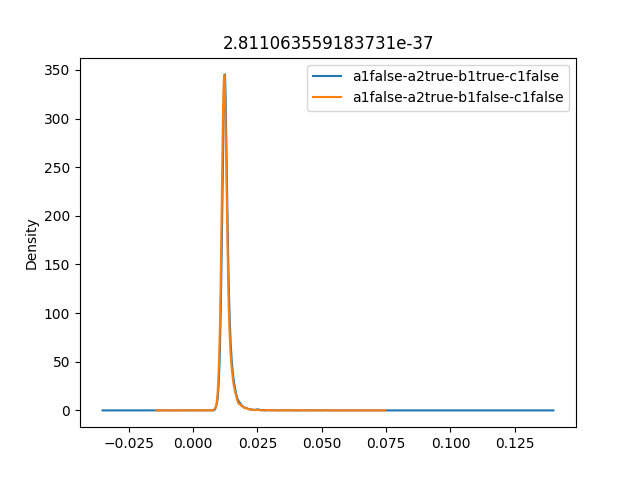 2.811063559183731e-37
a1false-a2true-b1true-c1false
a1false-a2true-b1false-c1false
Density
350
300
250
200
150
100
50
0
−0.025 0.000 0.025 0.050 0.075 0.100 0.125